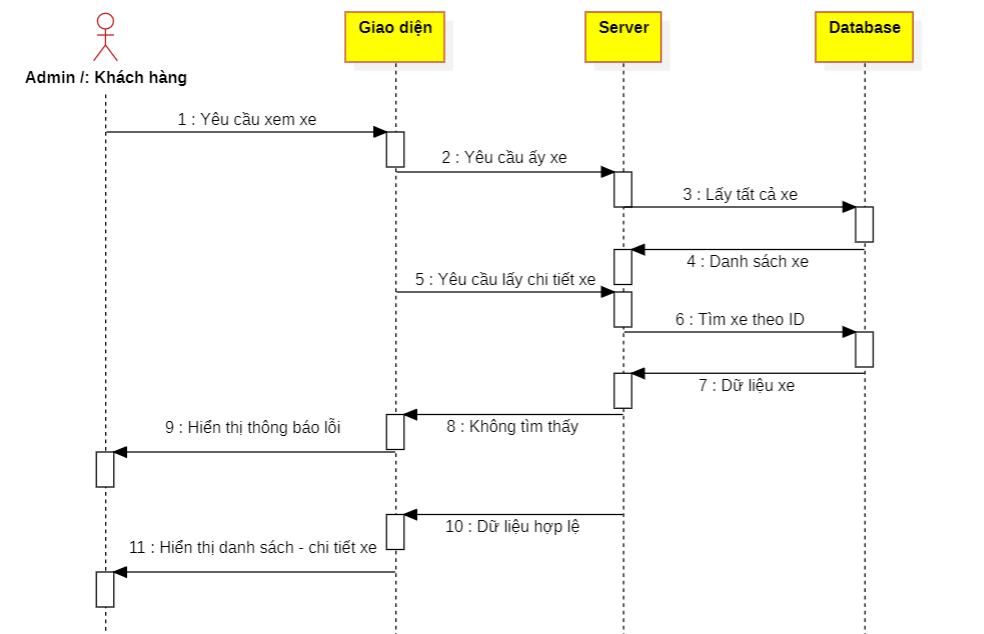 Giao diện
Server
Database
Admin /: Khách hàng
1 : Yêu cầu xem xe
2 : Yêu cầu ấy xe
3 : Lấy tất cả xe
4 : Danh sách xe
5 : Yêu cầu lấy chi tiết xe
6 : Tìm xe theo ID
7 : Dữ liệu xe
8 : Không tìm thấy
9 : Hiển thị thông báo lỗi
10 : Dữ liệu hợp lệ
11 : Hiển thị danh sách - chi tiết xe